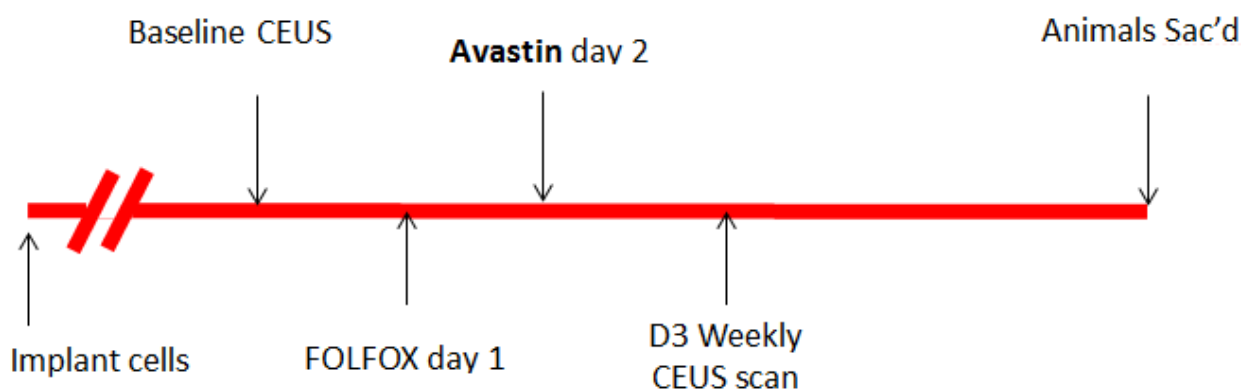 Baseline CEUS
Avastin day 2
Animals Sac'd
Implant cells
FOLFOX day 1
D3 Weekly
CEUS scan